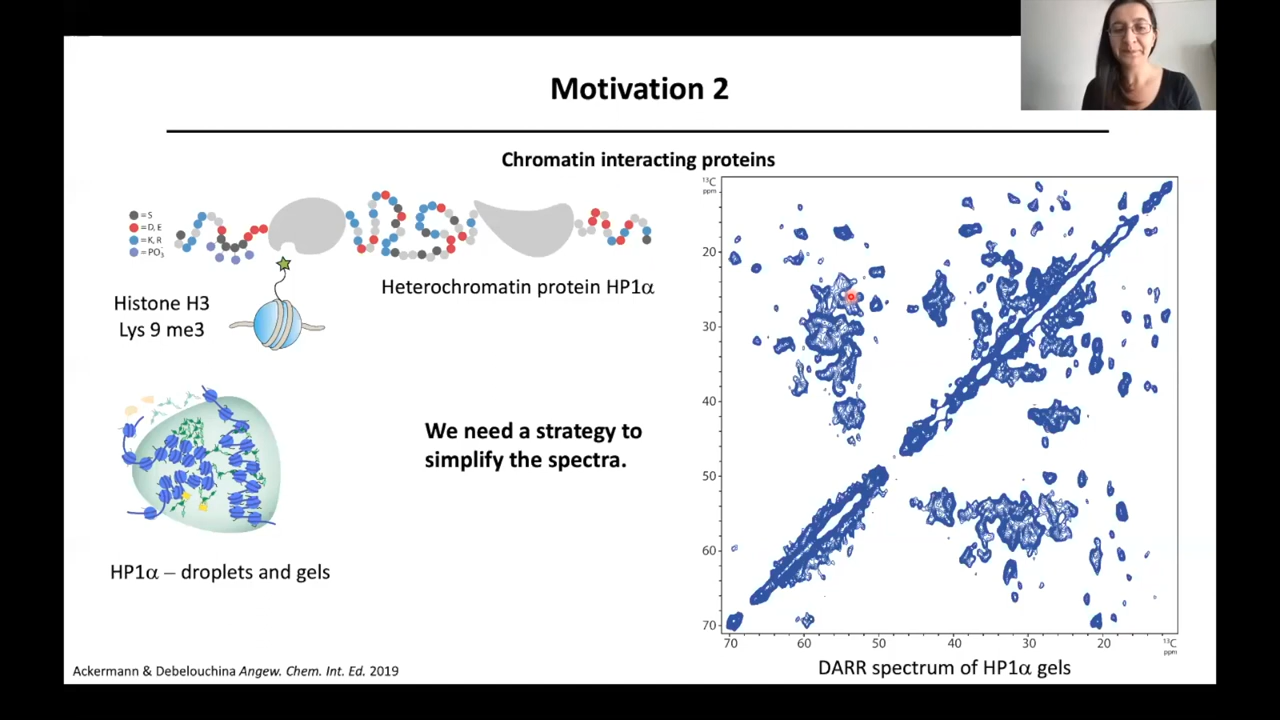 Motivation 2
Chromatin interacting proteins
= S
= D, E
= K, R
= PO₃⁻
Heterochromatin protein HP1α
Histone H3
Lys 9 me3
We need a strategy to
simplify the spectra.
HP1α – droplets and gels
Ackermann & Debelouchina Angew. Chem. Int. Ed. 2019
¹³C
ppm
20
30
40
50
60
70
70 60 50 40 30 20 ¹³C
ppm
DARR spectrum of HP1α gels